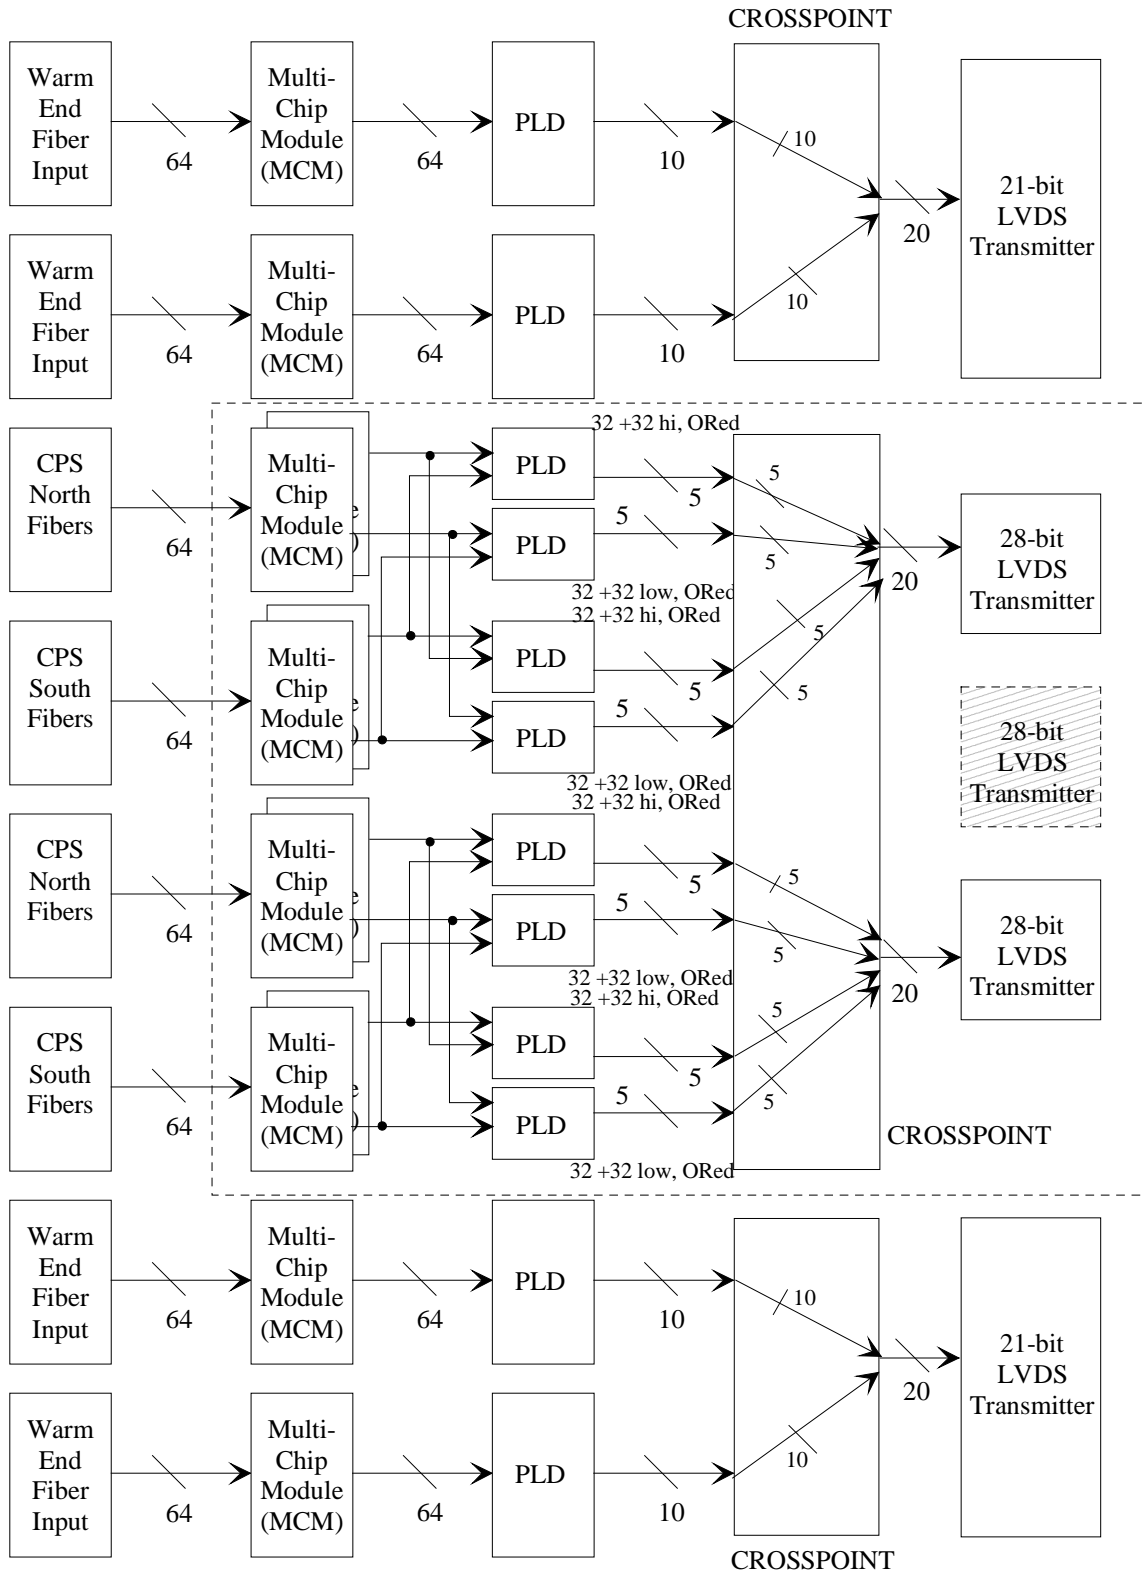 CROSSPOINT
Warm
End
Fiber
Input
64
Multi-
Chip
Module
(MCM)
64
PLD
10
10
20
21-bit
LVDS
Transmitter
Warm
End
Fiber
Input
64
Multi-
Chip
Module
(MCM)
64
PLD
10
10
32 +32 hi, ORed
CPS
North
Fibers
64
Multi-
Chip
Module
(MCM)
e
)
PLD
5
5
PLD
5
5
20
28-bit
LVDS
Transmitter
32 +32 low, ORed
32 +32 hi, ORed
CPS
South
Fibers
64
Multi-
Chip
Module
(MCM)
e
)
PLD
5
5
PLD
5
5
28-bit
LVDS
Transmitter
32 +32 low, ORed
32 +32 hi, ORed
CPS
North
Fibers
64
Multi-
Chip
Module
(MCM)
e
)
PLD
5
5
PLD
5
5
20
28-bit
LVDS
Transmitter
32 +32 low, ORed
32 +32 hi, ORed
CPS
South
Fibers
64
Multi-
Chip
Module
(MCM)
e
)
PLD
5
5
PLD
5
5
CROSSPOINT
32 +32 low, ORed
Warm
End
Fiber
Input
64
Multi-
Chip
Module
(MCM)
64
PLD
10
10
20
21-bit
LVDS
Transmitter
Warm
End
Fiber
Input
64
Multi-
Chip
Module
(MCM)
64
PLD
10
10
CROSSPOINT